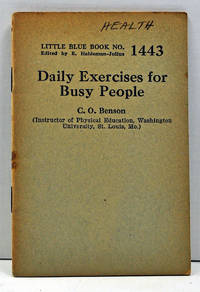 HEALTH
LITTLE BLUE BOOK NO. 1443
Edited by E. Haldeman-Julius
Daily Exercises for
Busy People
C. O. Benson
(Instructor of Physical Education, Washington
University, St. Louis, Mo.)